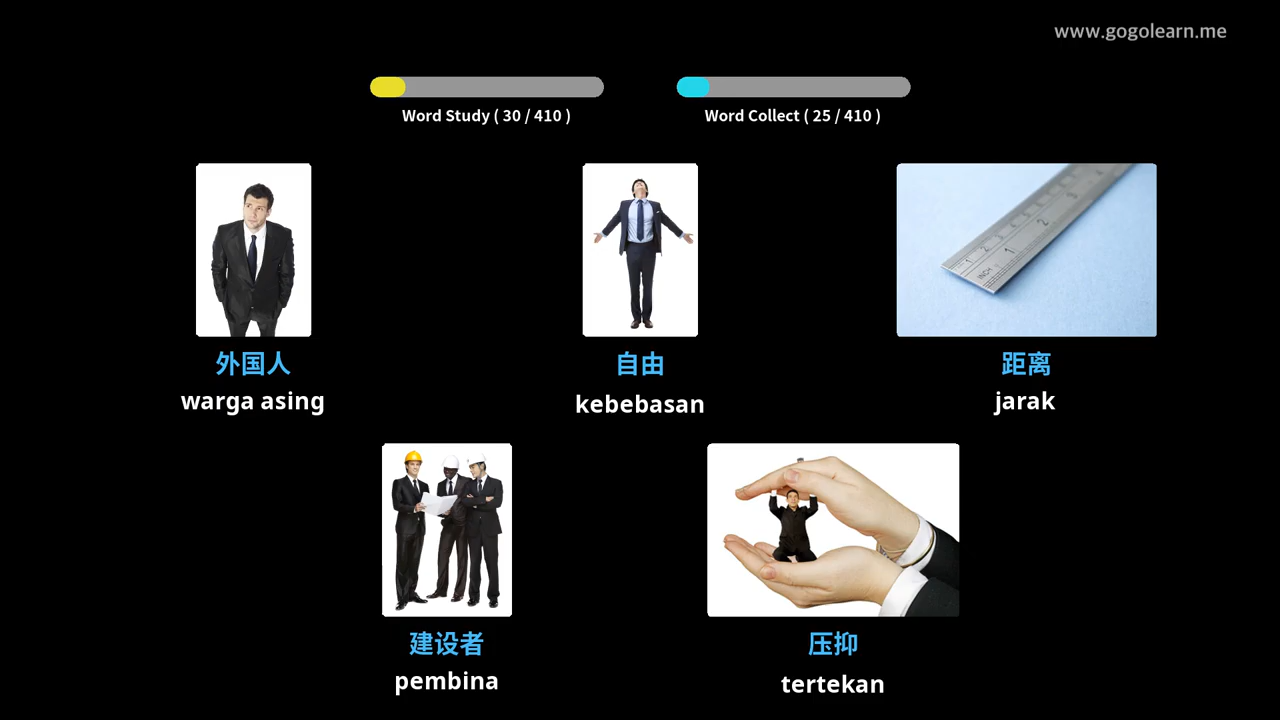 www.gogolearn.me
Word Study ( 30 / 410 )
Word Collect ( 25 / 410 )
外国人
warga asing
自由
kebebasan
距离
jarak
建设者
pembina
压抑
tertekan